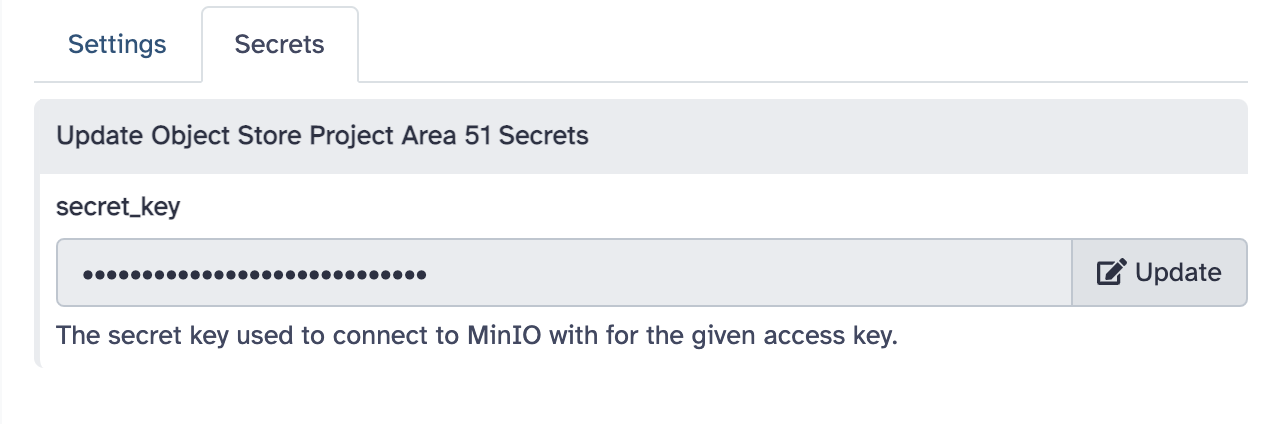 Settings
Secrets
Update Object Store Project Area 51 Secrets
secret_key
•••••••••••••••••••••••••••••
Update
The secret key used to connect to MinIO with for the given access key.